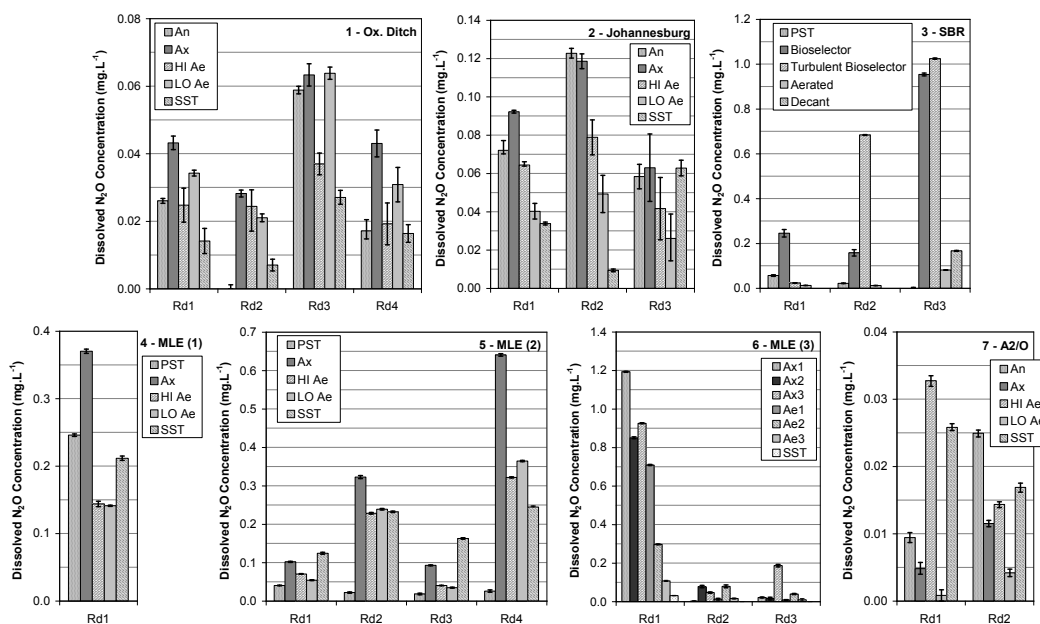 1 - Ox. Ditch
Dissolved N₂O Concentration (mg.L⁻¹)
0.08
0.06
0.04
0.02
0.00
An
Ax
HI Ae
LO Ae
SST
Rd1 Rd2 Rd3 Rd4
2 - Johannesburg
Dissolved N₂O Concentration (mg.L⁻¹)
0.14
0.12
0.10
0.08
0.06
0.04
0.02
0.00
An
Ax
HI Ae
LO Ae
SST
Rd1 Rd2 Rd3
3 - SBR
Dissolved N₂O Concentration (mg.L⁻¹)
1.2
1.0
0.8
0.6
0.4
0.2
0.0
PST
Bioselector
Turbulent Bioselector
Aerated
Decant
Rd1 Rd2 Rd3
4 - MLE (1)
Dissolved N₂O Concentration (mg.L⁻¹)
0.4
0.3
0.2
0.1
0.0
PST
Ax
HI Ae
LO Ae
SST
Rd1
5 - MLE (2)
Dissolved N₂O Concentration (mg.L⁻¹)
0.7
0.6
0.5
0.4
0.3
0.2
0.1
0.0
PST
Ax
HI Ae
LO Ae
SST
Rd1 Rd2 Rd3 Rd4
6 - MLE (3)
Dissolved N₂O Concentration (mg.L⁻¹)
1.4
1.2
1.0
0.8
0.6
0.4
0.2
0.0
Ax1
Ax2
Ax3
Ae1
Ae2
Ae3
SST
Rd1 Rd2 Rd3
7 - A2/O
Dissolved N₂O Concentration (mg.L⁻¹)
0.04
0.03
0.02
0.01
0.00
An
Ax
HI Ae
LO Ae
SST
Rd1 Rd2